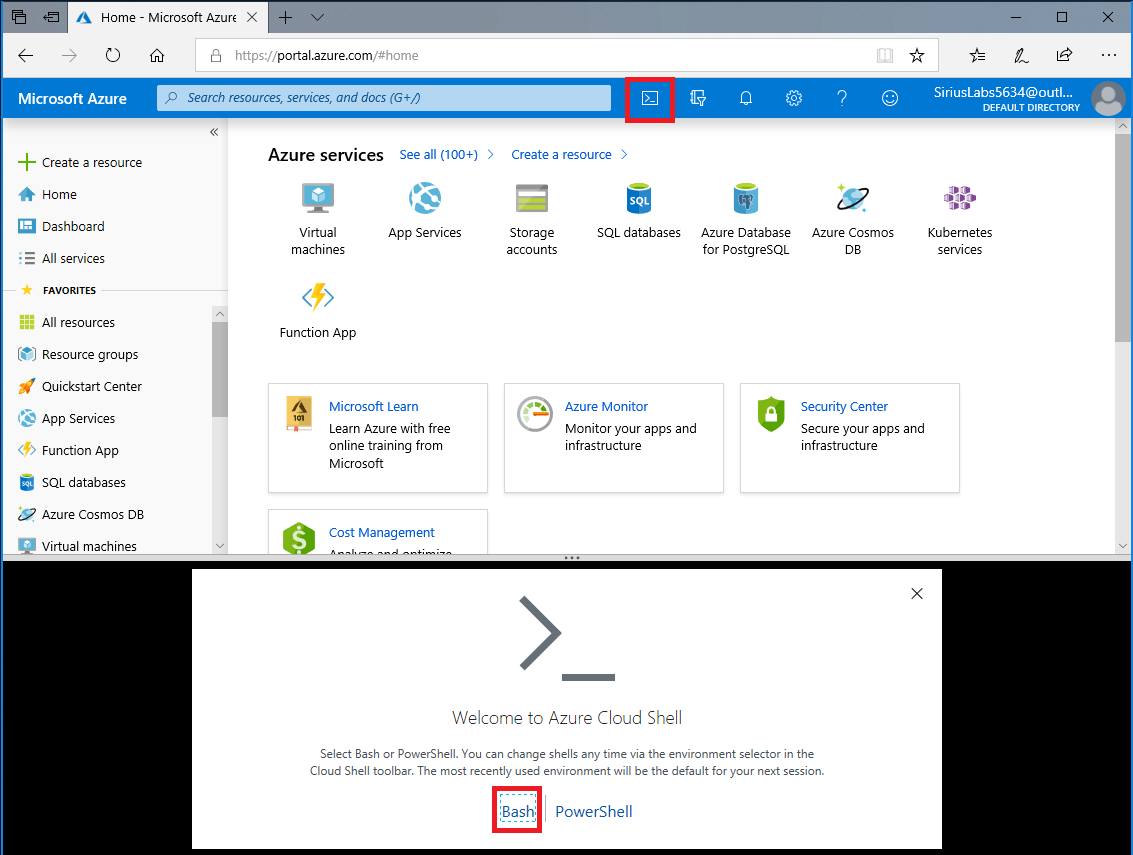 Home - Microsoft Azure
https://portal.azure.com/#home
Microsoft Azure
Search resources, services, and docs (G+/)
SiriusLabs5634@outl...
DEFAULT DIRECTORY
«
Create a resource
Home
Dashboard
All services
FAVORITES
All resources
Resource groups
Quickstart Center
App Services
Function App
SQL databases
Azure Cosmos DB
Virtual machines
Azure services
See all (100+)
Create a resource
Virtual
machines
App Services
Storage
accounts
SQL
SQL databases
Azure Database
for PostgreSQL
Azure Cosmos
DB
Kubernetes
services
Function App
101
Microsoft Learn
Learn Azure with free
online training from
Microsoft
Azure Monitor
Monitor your apps and
infrastructure
Security Center
Secure your apps and
infrastructure
$
Cost Management
Analyze and optimize
Welcome to Azure Cloud Shell
Select Bash or PowerShell. You can change shells any time via the environment selector in the
Cloud Shell toolbar. The most recently used environment will be the default for your next session.
Bash | PowerShell